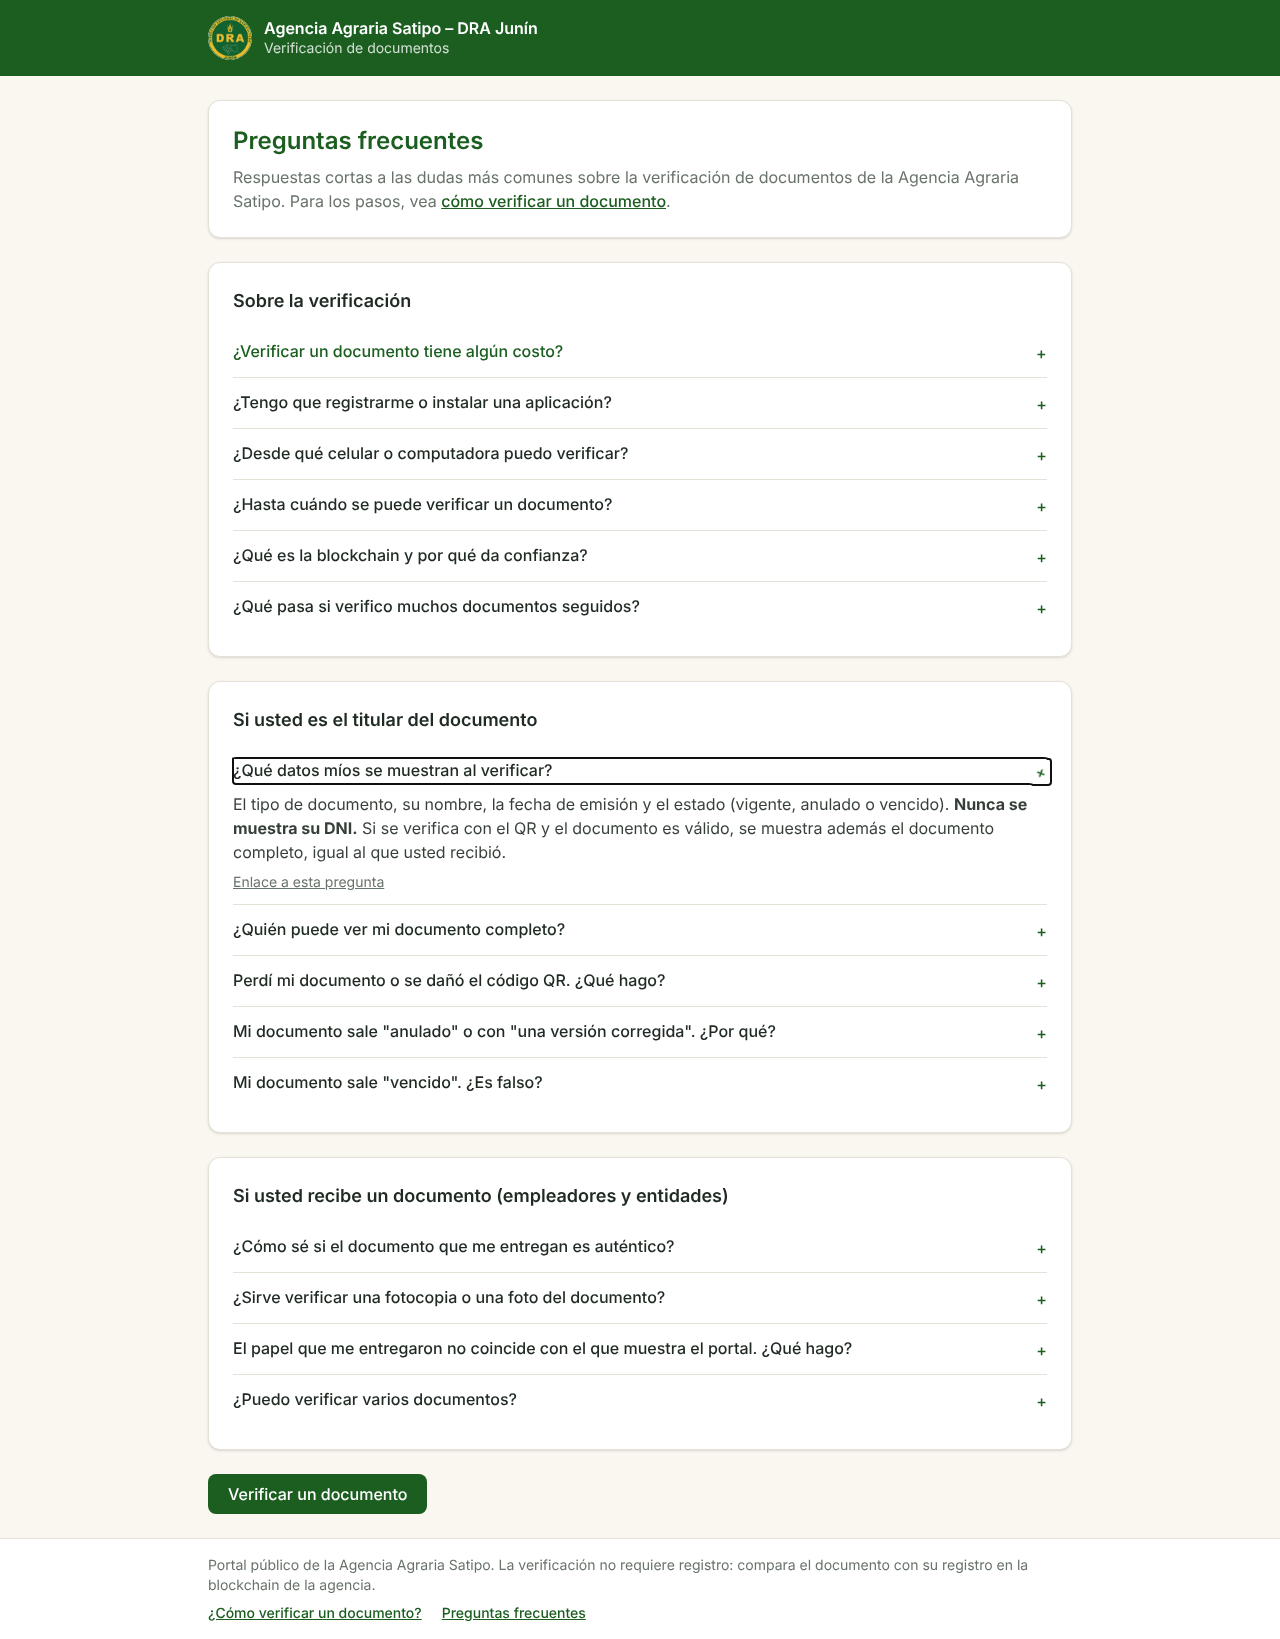 DRA
Agencia Agraria Satipo – DRA Junín
Verificación de documentos
Preguntas frecuentes
Respuestas cortas a las dudas más comunes sobre la verificación de documentos de la Agencia Agraria
Satipo. Para los pasos, vea cómo verificar un documento.
Sobre la verificación
¿Verificar un documento tiene algún costo? +
¿Tengo que registrarme o instalar una aplicación? +
¿Desde qué celular o computadora puedo verificar? +
¿Hasta cuándo se puede verificar un documento? +
¿Qué es la blockchain y por qué da confianza? +
¿Qué pasa si verifico muchos documentos seguidos? +
Si usted es el titular del documento
¿Qué datos míos se muestran al verificar? +
El tipo de documento, su nombre, la fecha de emisión y el estado (vigente, anulado o vencido). Nunca se
muestra su DNI. Si se verifica con el QR y el documento es válido, se muestra además el documento
completo, igual al que usted recibió.
Enlace a esta pregunta
¿Quién puede ver mi documento completo? +
Perdí mi documento o se dañó el código QR. ¿Qué hago? +
Mi documento sale "anulado" o con "una versión corregida". ¿Por qué? +
Mi documento sale "vencido". ¿Es falso? +
Si usted recibe un documento (empleadores y entidades)
¿Cómo sé si el documento que me entregan es auténtico? +
¿Sirve verificar una fotocopia o una foto del documento? +
El papel que me entregaron no coincide con el que muestra el portal. ¿Qué hago? +
¿Puedo verificar varios documentos? +
Verificar un documento
Portal público de la Agencia Agraria Satipo. La verificación no requiere registro: compara el documento con su registro en la
blockchain de la agencia.
¿Cómo verificar un documento? Preguntas frecuentes